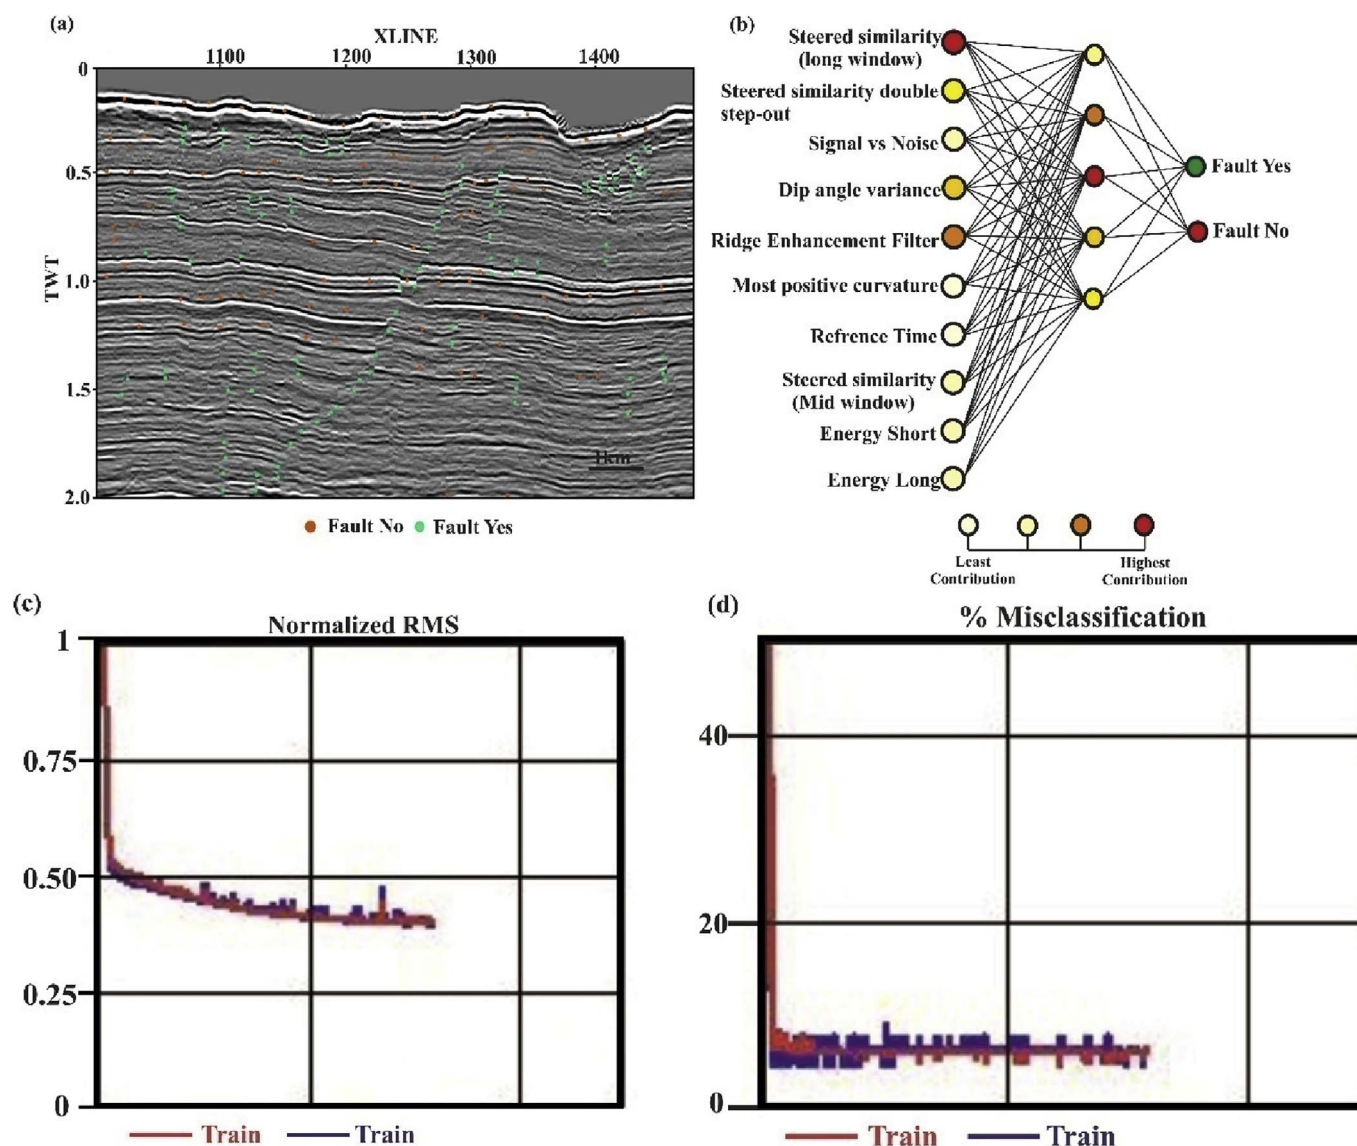 (a)
XLINE
1100 1200 1300 1400
0
0.5
1.0
1.5
2.0
TWT
1km
Fault No Fault Yes
(b)
Steered similarity
(long window)
Steered similarity double
step-out
Signal vs Noise
Dip angle variance
Ridge Enhancement Filter
Most positive curvature
Refrence Time
Steered similarity
(Mid window)
Energy Short
Energy Long
Fault Yes
Fault No
Least
Contribution
Highest
Contribution
(c)
Normalized RMS
1
0.75
0.50
0.25
0
Train Train
(d)
% Misclassification
40
20
0
Train Train